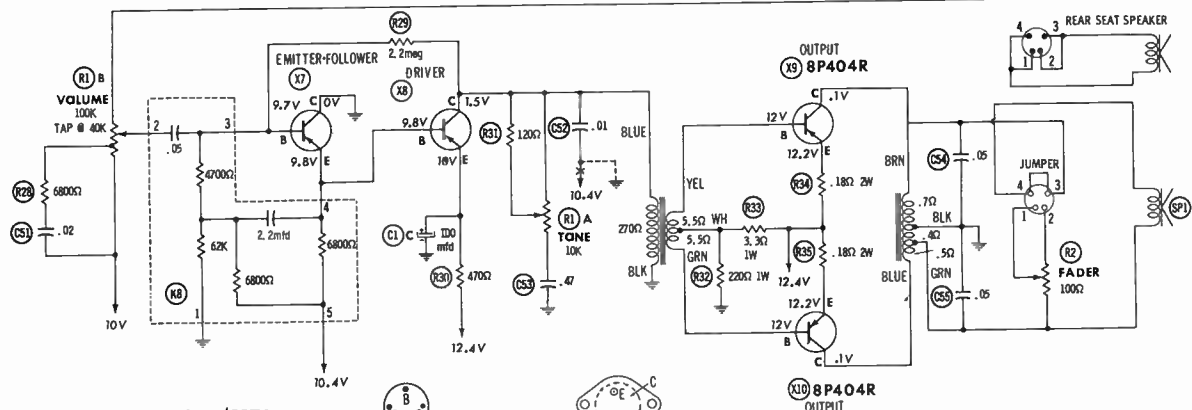 REAR SEAT SPEAKER
4 3
1 2
R29
2.2meg
EMITTER-FOLLOWER
X7
DRIVER
X8
OUTPUT
X9 8P404R
R1 B
VOLUME
100K
TAP @ 40K
2
.05
3
9.7V
B
C 0V
9.8V E
4700Ω
9.8V
B
C 1.5V
10V E
R31
120Ω
C52
.01
10.4V
BLUE
12V
B
C .1V
12.2V E
R28
6800Ω
C51
.02
10V
2.2mfd
62K
6800Ω
4
6800Ω
K8
1
5
10.4V
C1 C
100
mfd
R30
470Ω
12.4V
R1 A
TONE
10K
C53
.47
270Ω
BLK
YEL
5.5Ω WH
5.5Ω
GRN
R33
3.3Ω
1W
R32
220Ω 1W
R34
.18Ω 2W
R35
.18Ω 2W
12.4V
12.2V E
12V
B
C .1V
BRN
.7Ω
BLK
.4Ω
.5Ω
GRN
BLUE
C54
.05
C55
.05
JUMPER
4 3
1 2
R2
FADER
100Ω
SP1
X10 8P404R
OUTPUT
B
E C